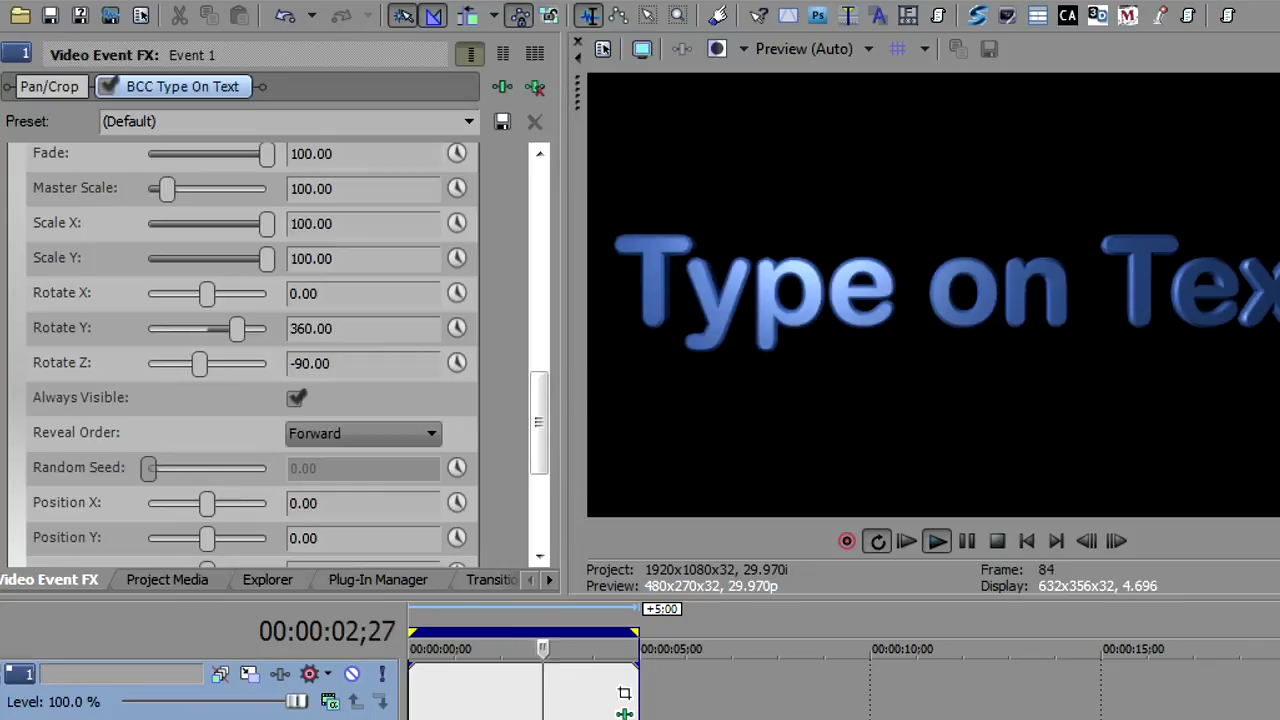 Ps
CA
3D
M
1
Video Event FX: Event 1
Preview (Auto)
Pan/Crop
BCC Type On Text
Preset: (Default)
Fade: 100.00
Master Scale: 100.00
Scale X: 100.00
Scale Y: 100.00
Rotate X: 0.00
Rotate Y: 360.00
Rotate Z: -90.00
Always Visible:
Reveal Order: Forward
Random Seed: 0.00
Position X: 0.00
Position Y: 0.00
Type on Tex
Video Event FX
Project Media
Explorer
Plug-In Manager
Transitio
Project: 1920x1080x32, 29.970i
Frame: 84
Preview: 480x270x32, 29.970p
Display: 632x356x32, 4.696
+5:00
00:00:02;27
00:00:00;00
00:00:05;00
00:00:10;00
00:00:15;00
1
Level: 100.0 %